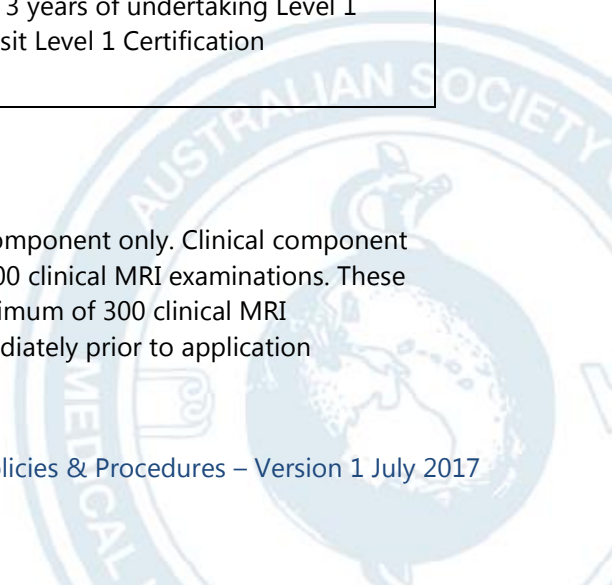 3 years of undertaking Level 1
sit Level 1 Certification
AUSTRALIAN SOCIETY
omponent only. Clinical component
00 clinical MRI examinations. These
imum of 300 clinical MRI
diately prior to application
MEDICAL
licies & Procedures – Version 1 July 2017